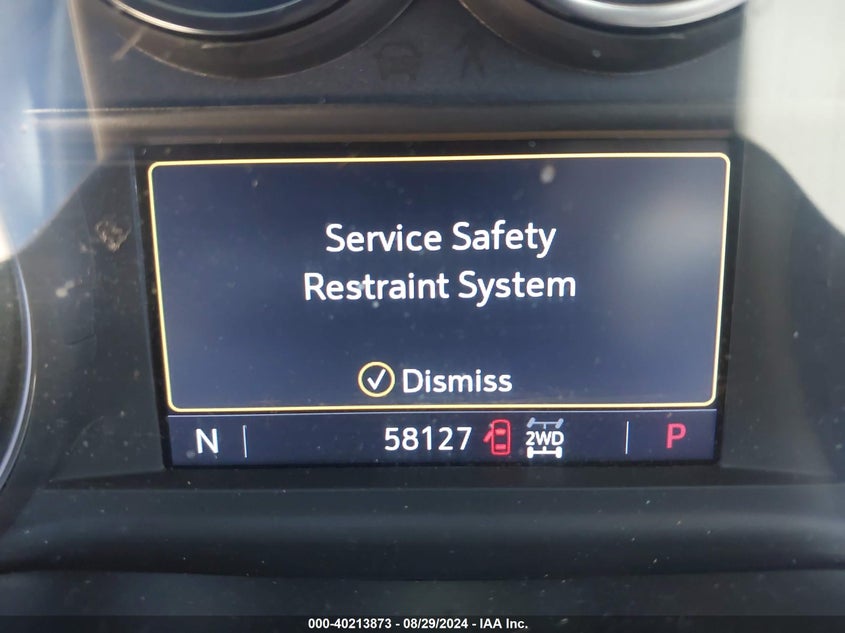 Service Safety
Restraint System
Dismiss
N 58127 2WD P
000-40213873 - 08/29/2024 - IAA Inc.